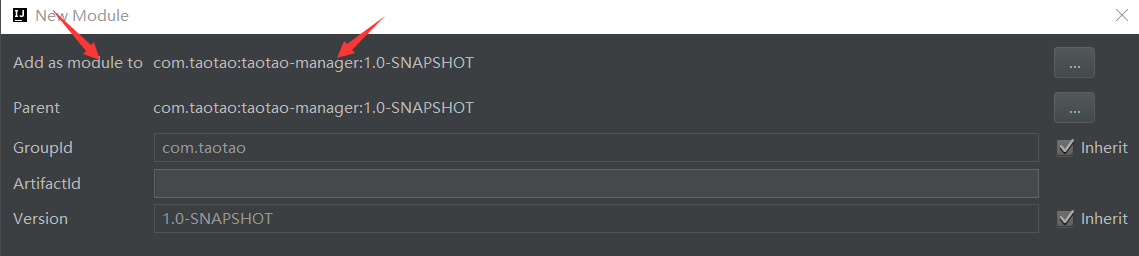 New Module
Add as module to com.taotao:taotao-manager:1.0-SNAPSHOT ...
Parent com.taotao:taotao-manager:1.0-SNAPSHOT ...
GroupId com.taotao Inherit
ArtifactId
Version 1.0-SNAPSHOT Inherit